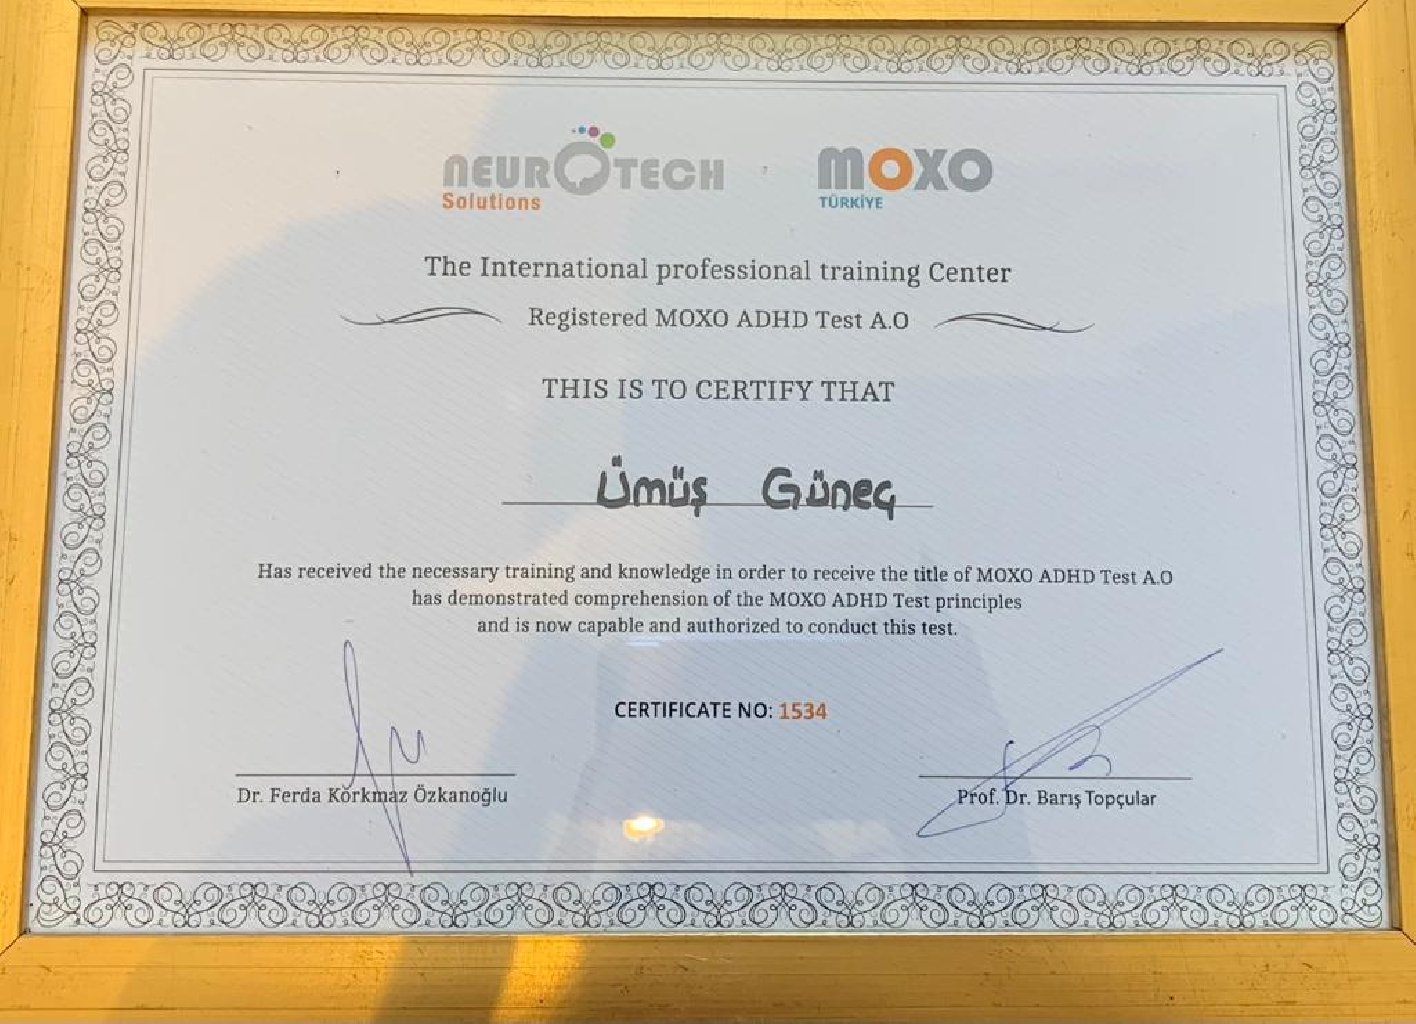 neurotech
Solutions
moxo
TÜRKİYE
The International professional training Center
Registered MOXO ADHD Test A.O
THIS IS TO CERTIFY THAT
Ümüş Güneç
Has received the necessary training and knowledge in order to receive the title of MOXO ADHD Test A.O
has demonstrated comprehension of the MOXO ADHD Test principles
and is now capable and authorized to conduct this test.
CERTIFICATE NO: 1534
Dr. Ferda Körkmaz Özkanoğlu
Prof. Dr. Barış Topçular